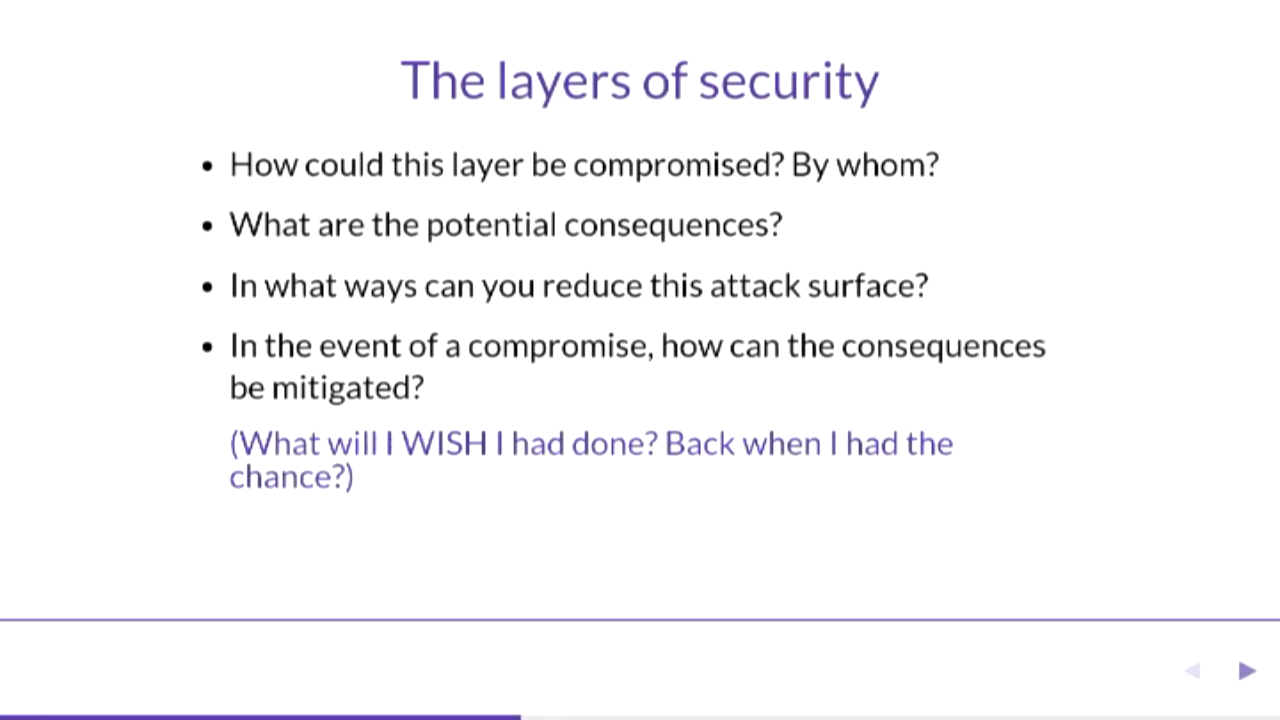 The layers of security
• How could this layer be compromised? By whom?
• What are the potential consequences?
• In what ways can you reduce this attack surface?
• In the event of a compromise, how can the consequences
be mitigated?
(What will I WISH I had done? Back when I had the
chance?)